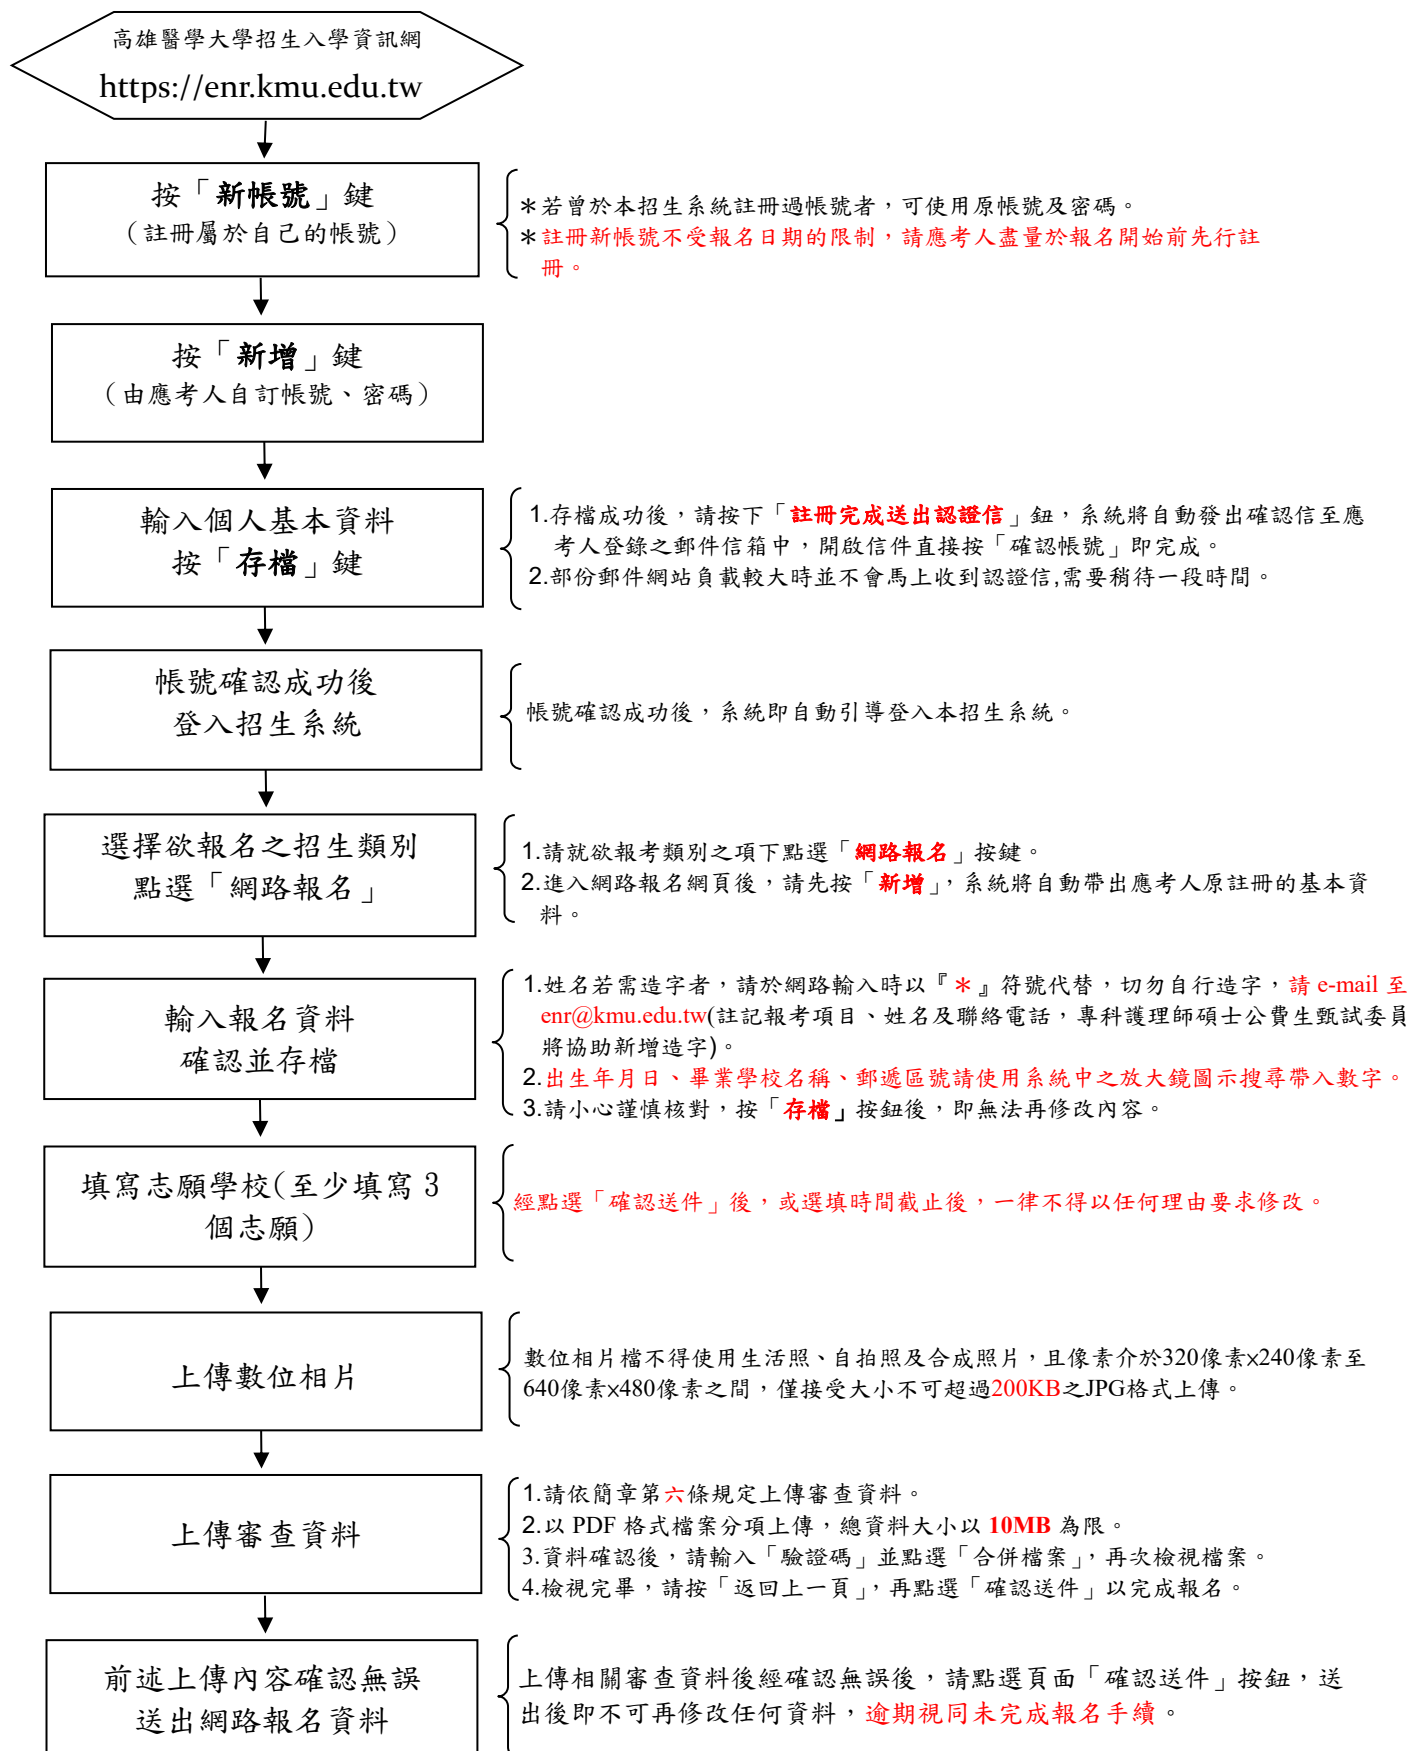 高雄醫學大學招生入學資訊網
https://enr.kmu.edu.tw
按「新帳號」鍵
（註冊屬於自己的帳號）
＊若曾於本招生系統註冊過帳號者，可使用原帳號及密碼。
＊註冊新帳號不受報名日期的限制，請應考人盡量於報名開始前先行註
冊。
按「新增」鍵
（由應考人自訂帳號、密碼）
輸入個人基本資料
按「存檔」鍵
1.存檔成功後，請按下「註冊完成送出認證信」鈕，系統將自動發出確認信至應
考人登錄之郵件信箱中，開啟信件直接按「確認帳號」即完成。
2.部份郵件網站負載較大時並不會馬上收到認證信,需要稍待一段時間。
帳號確認成功後
登入招生系統
帳號確認成功後，系統即自動引導登入本招生系統。
選擇欲報名之招生類別
點選「網路報名」
1.請就欲報考類別之項下點選「網路報名」按鍵。
2.進入網路報名網頁後，請先按「新增」，系統將自動帶出應考人原註冊的基本資
料。
輸入報名資料
確認並存檔
1.姓名若需造字者，請於網路輸入時以『＊』符號代替，切勿自行造字，請 e-mail 至
enr@kmu.edu.tw(註記報考項目、姓名及聯絡電話，專科護理師碩士公費生甄試委員
將協助新增造字)。
2.出生年月日、畢業學校名稱、郵遞區號請使用系統中之放大鏡圖示搜尋帶入數字。
3.請小心謹慎核對，按「存檔」按鈕後，即無法再修改內容。
填寫志願學校(至少填寫 3
個志願)
經點選「確認送件」後，或選填時間截止後，一律不得以任何理由要求修改。
上傳數位相片
數位相片檔不得使用生活照、自拍照及合成照片，且像素介於320像素×240像素至
640像素×480像素之間，僅接受大小不可超過200KB之JPG格式上傳。
上傳審查資料
1.請依簡章第六條規定上傳審查資料。
2.以 PDF 格式檔案分項上傳，總資料大小以 10MB 為限。
3.資料確認後，請輸入「驗證碼」並點選「合併檔案」，再次檢視檔案。
4.檢視完畢，請按「返回上一頁」，再點選「確認送件」以完成報名。
前述上傳內容確認無誤
送出網路報名資料
上傳相關審查資料後經確認無誤後，請點選頁面「確認送件」按鈕，送
出後即不可再修改任何資料，逾期視同未完成報名手續。